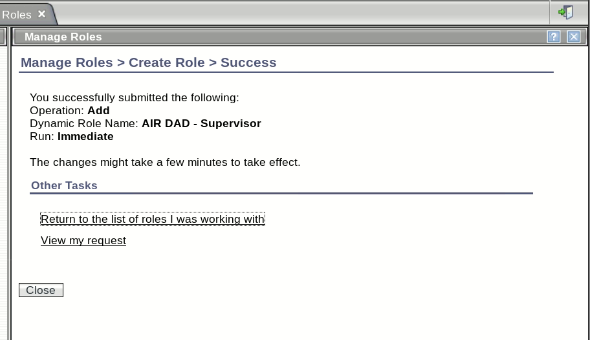 Roles ×
Manage Roles
?
×
Manage Roles > Create Role > Success
You successfully submitted the following:
Operation: Add
Dynamic Role Name: AIR DAD - Supervisor
Run: Immediate
The changes might take a few minutes to take effect.
Other Tasks
Return to the list of roles I was working with
View my request
Close